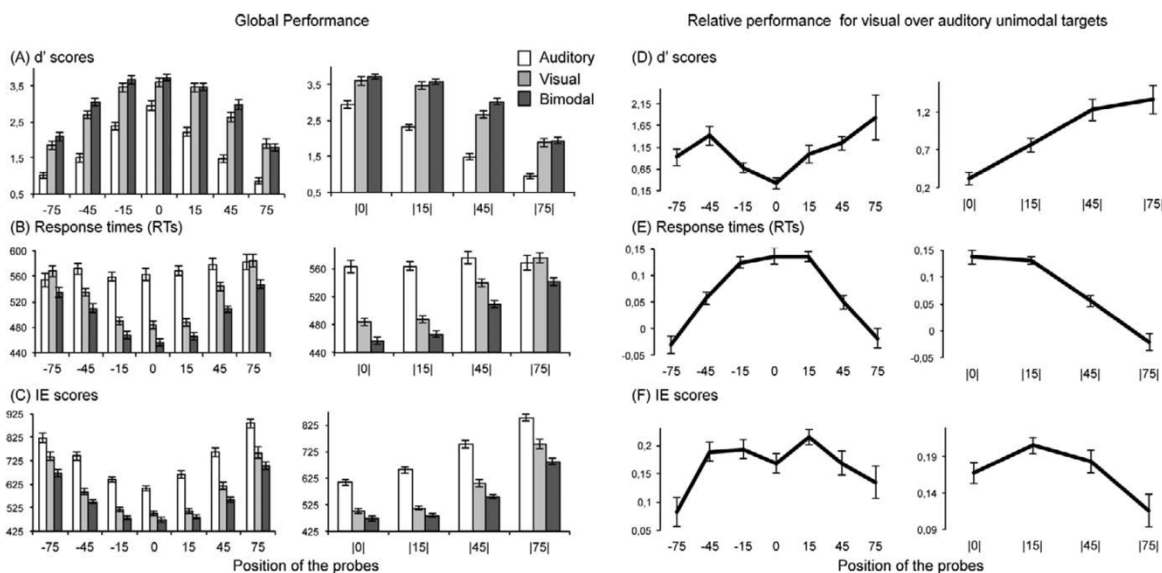 Global Performance
Relative performance for visual over auditory unimodal targets
(A) d' scores
Auditory
Visual
Bimodal
3,5
2,5
1,5
0,5
-75 -45 -15 0 15 45 75
3,5
2,5
1,5
0,5
|0| |15| |45| |75|
(D) d' scores
2,15
1,65
1,15
0,65
0,15
-75 -45 -15 0 15 45 75
1,2
0,7
0,2
|0| |15| |45| |75|
(B) Response times (RTs)
600
560
520
480
440
-75 -45 -15 0 15 45 75
560
520
480
440
|0| |15| |45| |75|
(E) Response times (RTs)
0,15
0,1
0,05
0
-0,05
-75 -45 -15 0 15 45 75
0,15
0,1
0,05
0
-0,05
|0| |15| |45| |75|
(C) IE scores
925
825
725
625
525
425
-75 -45 -15 0 15 45 75
825
725
625
525
425
|0| |15| |45| |75|
(F) IE scores
0,2
0,15
0,1
0,05
-75 -45 -15 0 15 45 75
0,19
0,14
0,09
|0| |15| |45| |75|
Position of the probes
Position of the probes